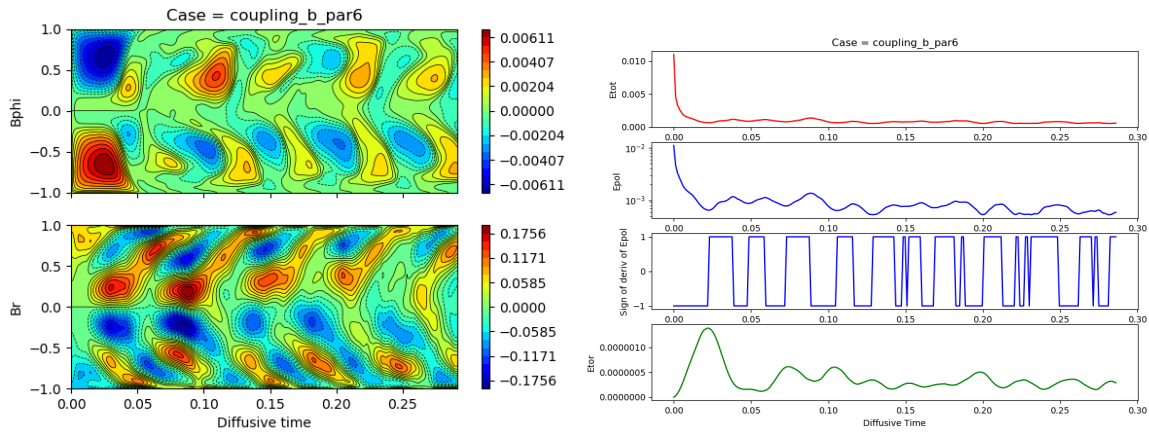 Case = coupling_b_par6
1.0
0.5
0.0
−0.5
−1.0
Bphi
0.00611
0.00407
0.00204
0.00000
−0.00204
−0.00407
−0.00611
1.0
0.5
0.0
−0.5
−1.0
Br
0.1756
0.1171
0.0585
0.0000
−0.0585
−0.1171
−0.1756
0.00 0.05 0.10 0.15 0.20 0.25
Diffusive time
Case = coupling_b_par6
0.010
0.005
0.000
Etot
0.00 0.05 0.10 0.15 0.20 0.25 0.30
10⁻²
10⁻³
Epol
0.00 0.05 0.10 0.15 0.20 0.25 0.30
1
0
−1
Sign of deriv of Epol
0.00 0.05 0.10 0.15 0.20 0.25 0.30
0.0000010
0.0000005
0.0000000
Etor
0.00 0.05 0.10 0.15 0.20 0.25 0.30
Diffusive Time